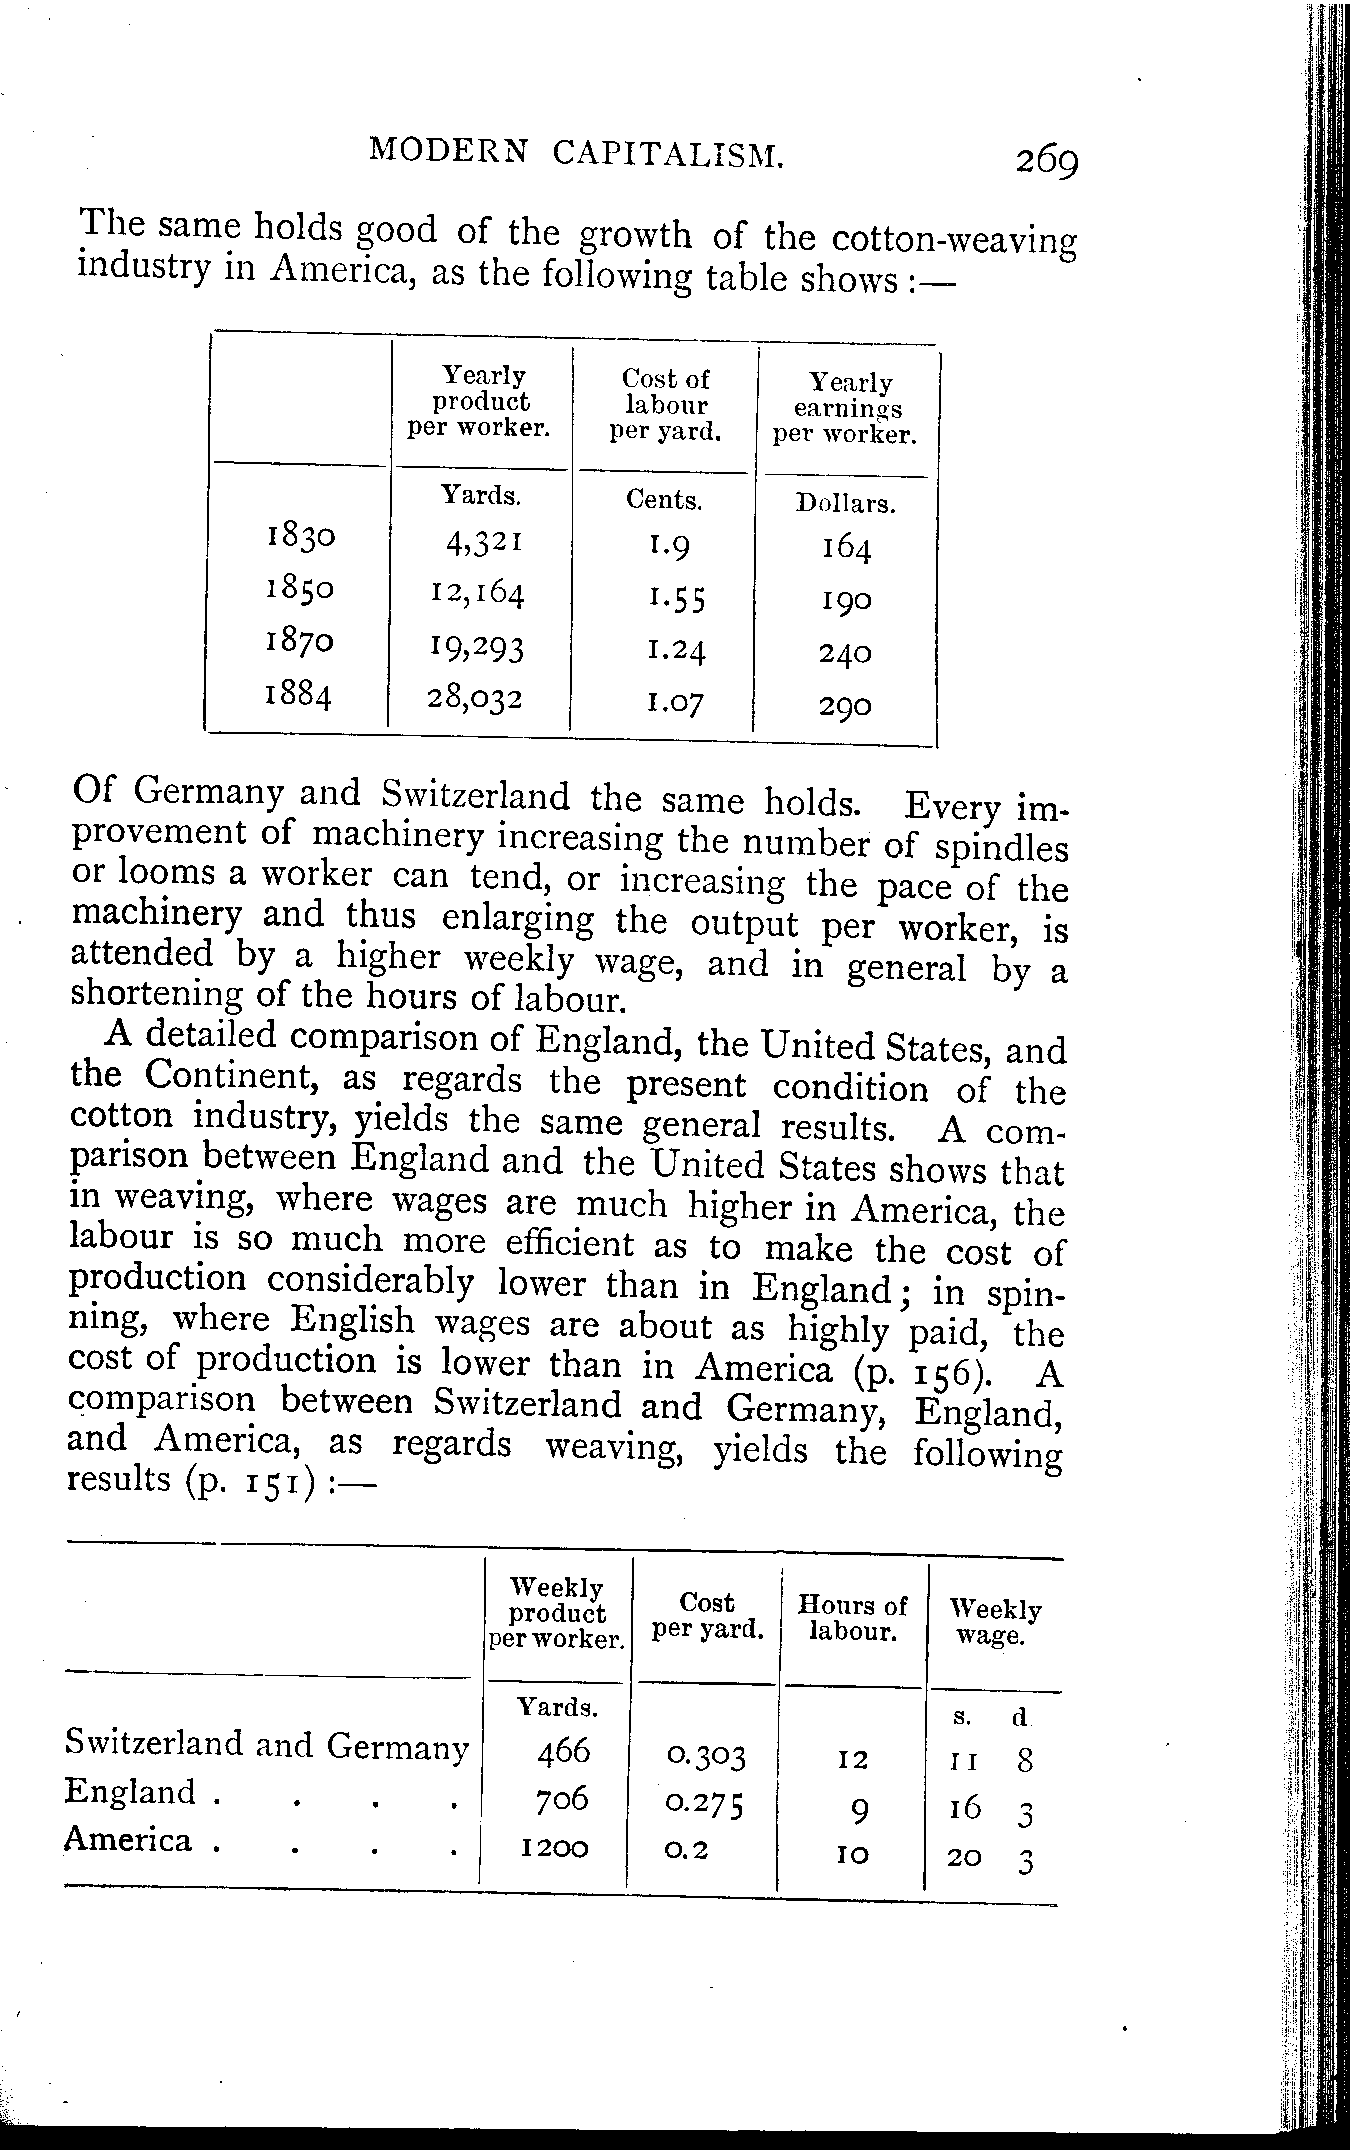 MODERN CAPITALISM. 269
The same holds good of the growth of the cotton-weaving
industry in America, as the following table shows :—
Yearly product per worker. Cost of labour per yard. Yearly earnings per worker.
Yards. Cents. Dollars.
1830 4,321 1.9 164
1850 12,164 1.55 190
1870 19,293 1.24 240
1884 28,032 1.07 290
Of Germany and Switzerland the same holds. Every im-
provement of machinery increasing the number of spindles
or looms a worker can tend, or increasing the pace of the
machinery and thus enlarging the output per worker, is
attended by a higher weekly wage, and in general by a
shortening of the hours of labour.
A detailed comparison of England, the United States, and
the Continent, as regards the present condition of the
cotton industry, yields the same general results. A com-
parison between England and the United States shows that
in weaving, where wages are much higher in America, the
labour is so much more efficient as to make the cost of
production considerably lower than in England; in spin-
ning, where English wages are about as highly paid, the
cost of production is lower than in America (p. 156). A
comparison between Switzerland and Germany, England,
and America, as regards weaving, yields the following
results (p. 151) :—
Weekly product per worker. Cost per yard. Hours of labour. Weekly wage.
Yards. s. d
Switzerland and Germany 466 0.303 12 11 8
England . . . . 706 0.275 9 16 3
America . . . . 1200 0.2 10 20 3